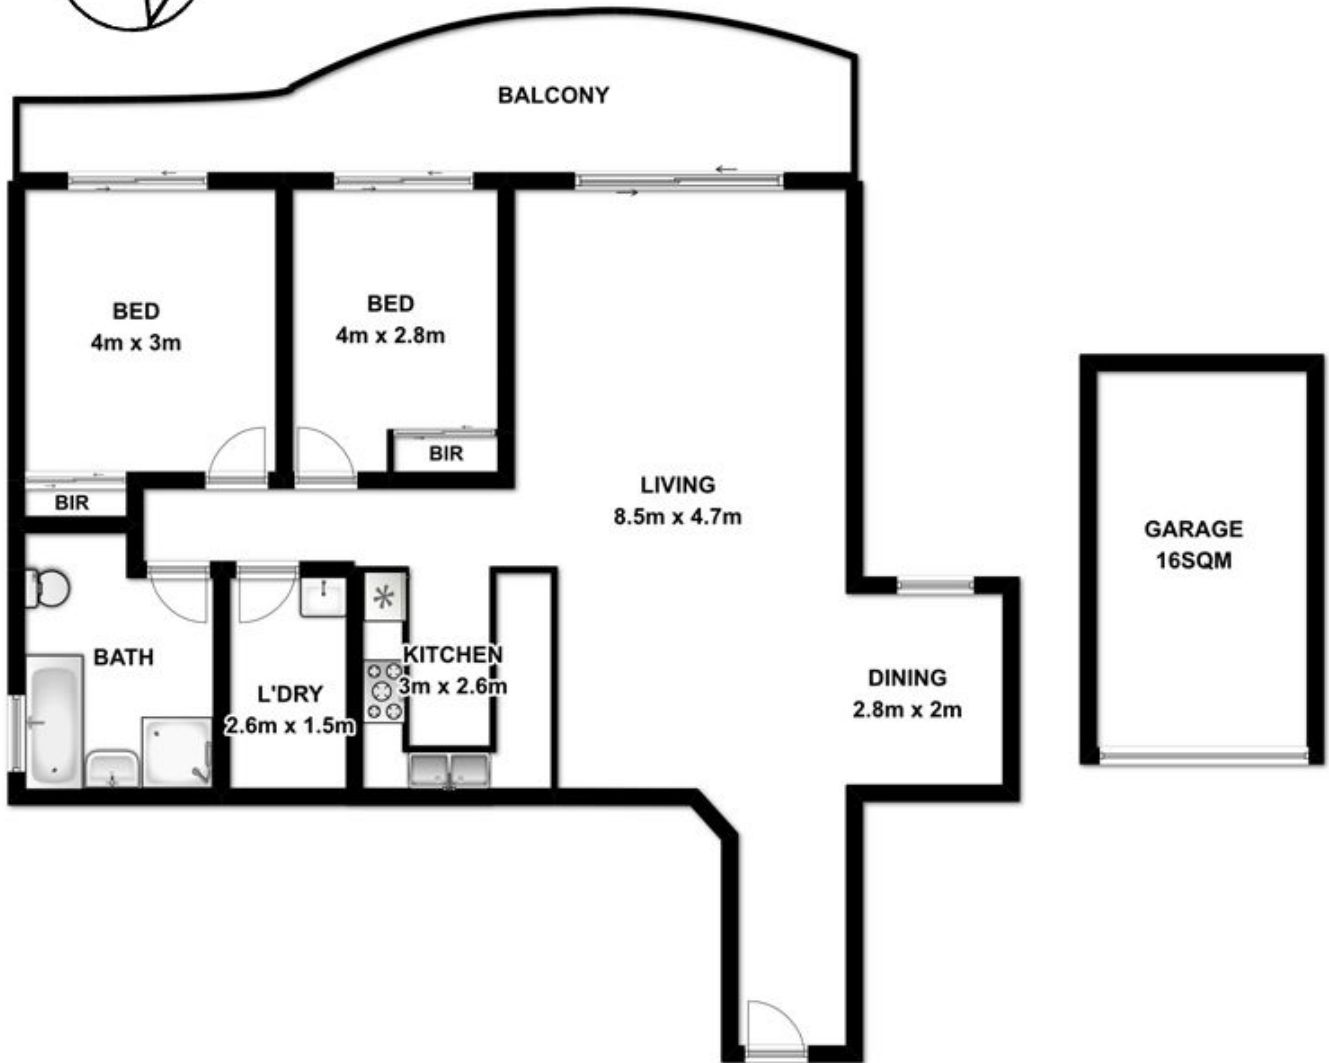 BALCONY
BED
4m x 3m
BED
4m x 2.8m
BIR
BIR
LIVING
8.5m x 4.7m
GARAGE
16SQM
BATH
L'DRY
2.6m x 1.5m
KITCHEN
3m x 2.6m
DINING
2.8m x 2m